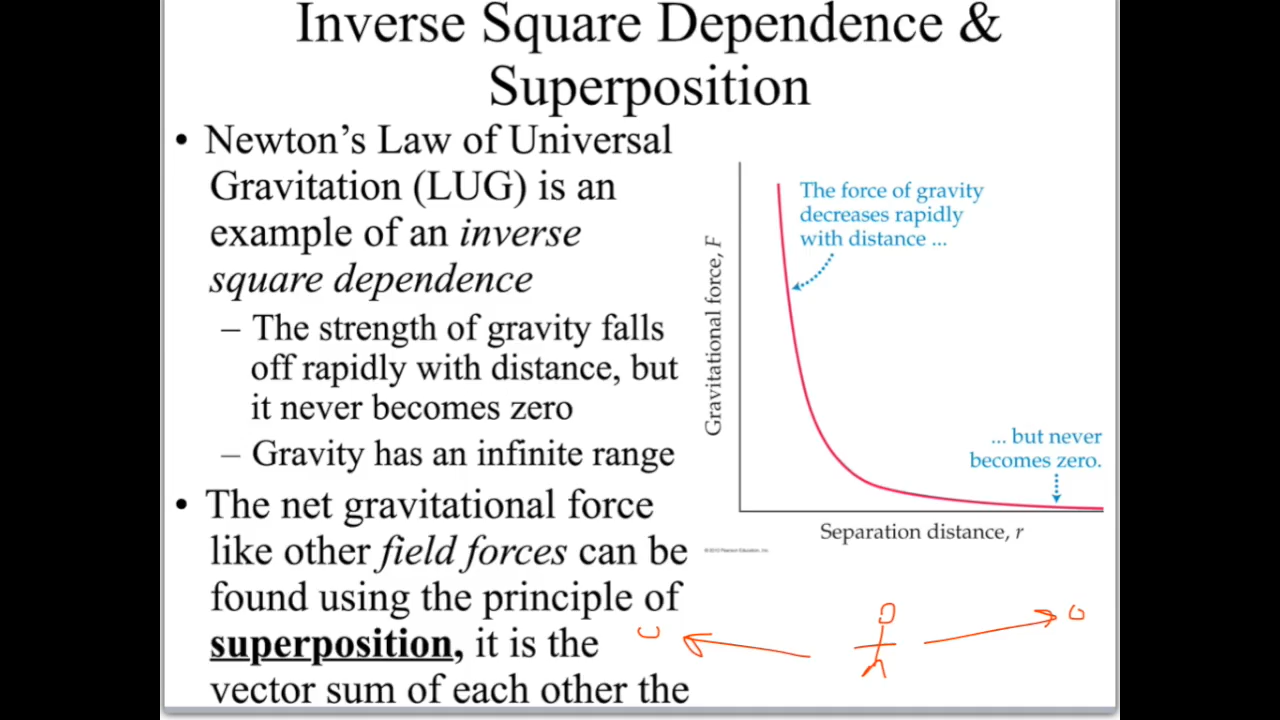 Inverse Square Dependence &
Superposition
• Newton’s Law of Universal
Gravitation (LUG) is an
example of an inverse
square dependence
– The strength of gravity falls
off rapidly with distance, but
it never becomes zero
– Gravity has an infinite range
• The net gravitational force
like other field forces can be
found using the principle of
superposition, it is the
vector sum of each other the
The force of gravity
decreases rapidly
with distance ...
Gravitational force, F
... but never
becomes zero.
Separation distance, r
© 2010 Pearson Education, Inc.